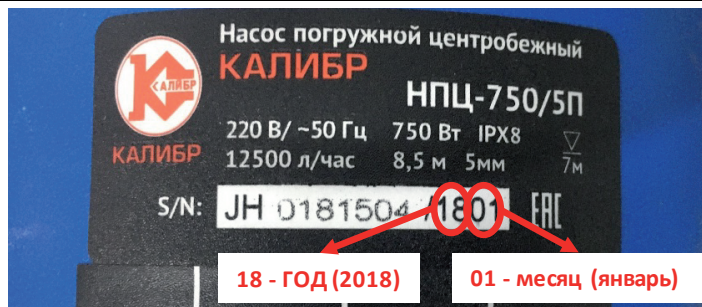 Насос погружной центробежный
КАЛИБР
НПЦ-750/5П
КАЛИБР
220 В/ ~50 Гц 750 Вт IPX8
КАЛИБР
12500 л/час 8,5 м 5мм 7м
S/N: JH 0181504 /1801 EAC
18 - ГОД (2018)
01 - месяц (январь)